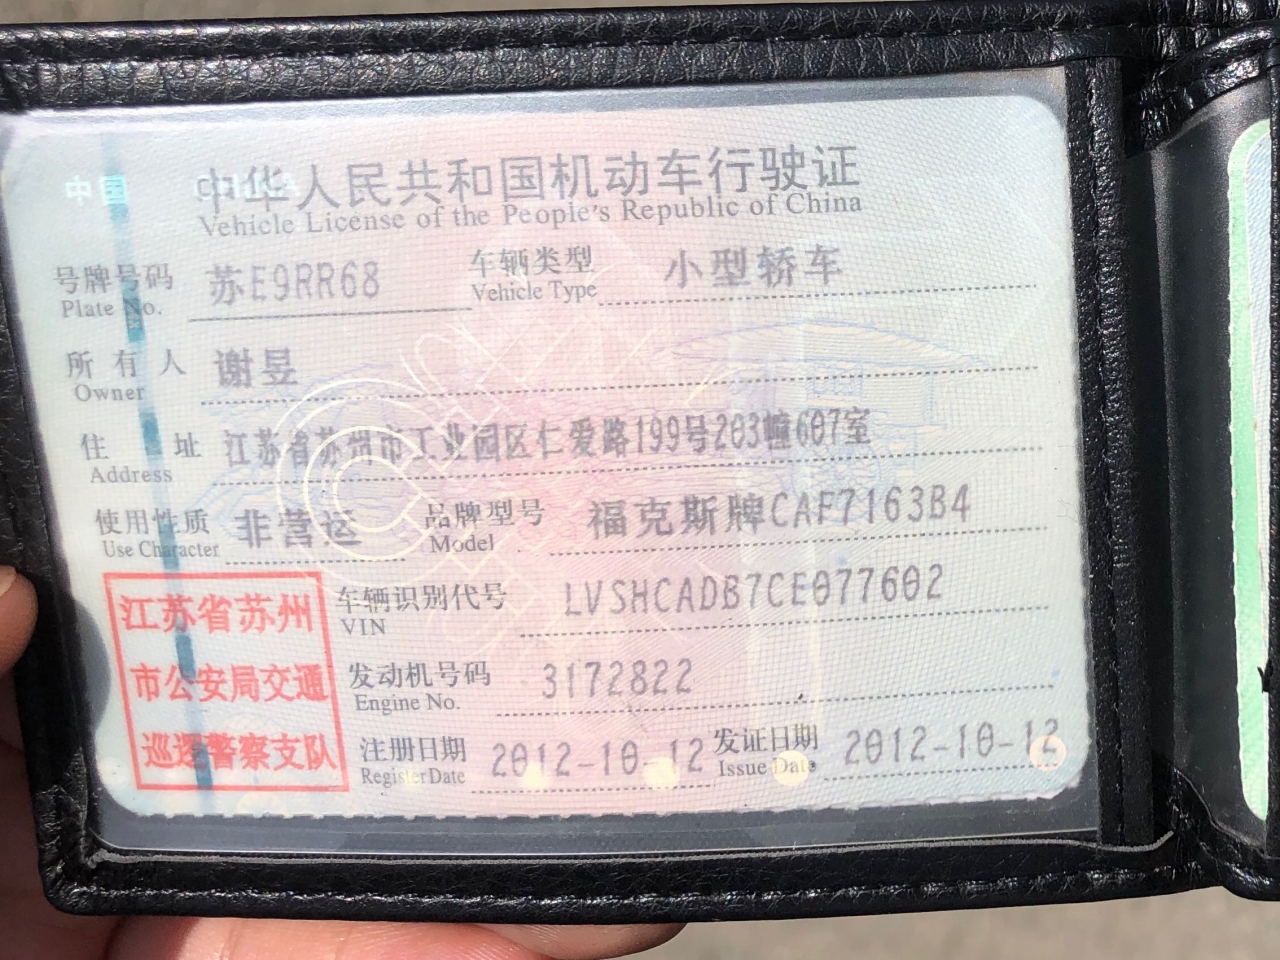 中国
中华人民共和国机动车行驶证
Vehicle License of the People's Republic of China
号牌号码 苏E9RR68 车辆类型 小型轿车
Plate No. Vehicle Type
所有人 谢昱
Owner
住址 江苏省苏州市工业园区仁爱路199号203幢607室
Address
使用性质 非营运 品牌型号 福克斯牌CAF7163B4
Use Character Model
江苏省苏州
市公安局交通
巡逻警察支队
车辆识别代号 LVSHCADB7CE077602
VIN
发动机号码 3172822
Engine No.
注册日期 2012-10-12 发证日期 2012-10-12
Register Date Issue Date